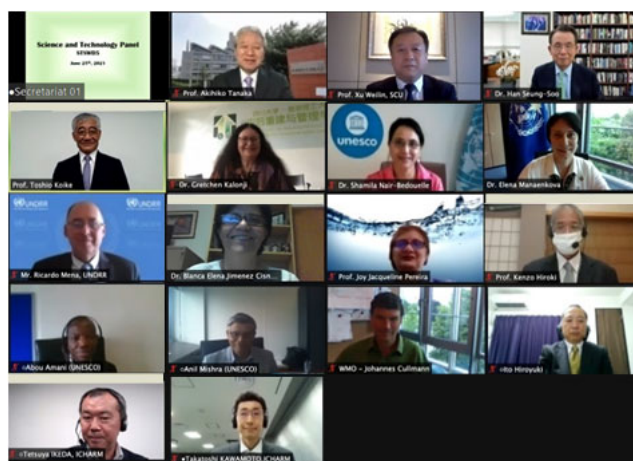 Science and Technology Panel
June 25th, 2021
Secretariat 01
Prof. Akihiko Tanaka
Prof. Xu Weilin, SCU
Dr. Han Seung-Soo
Prof. Toshio Koike
Dr. Gretchen Kalonji
unesco
Dr. Shamila Nair-Bedouelle
Dr. Elena Manaenkova
UNDRR
UNDRR
Mr. Ricardo Mena, UNDRR
Dr. Blanca Elena Jimenez Cisn...
Prof. Joy Jacqueline Pereira
Prof. Kenzo Hiroki
Abou Amani (UNESCO)
Anil Mishra (UNESCO)
WMO - Johannes Cullmann
Ito Hiroyuki
Tetsuya IKEDA, ICHARM
Takatoshi KAWAMOTO, ICHARM